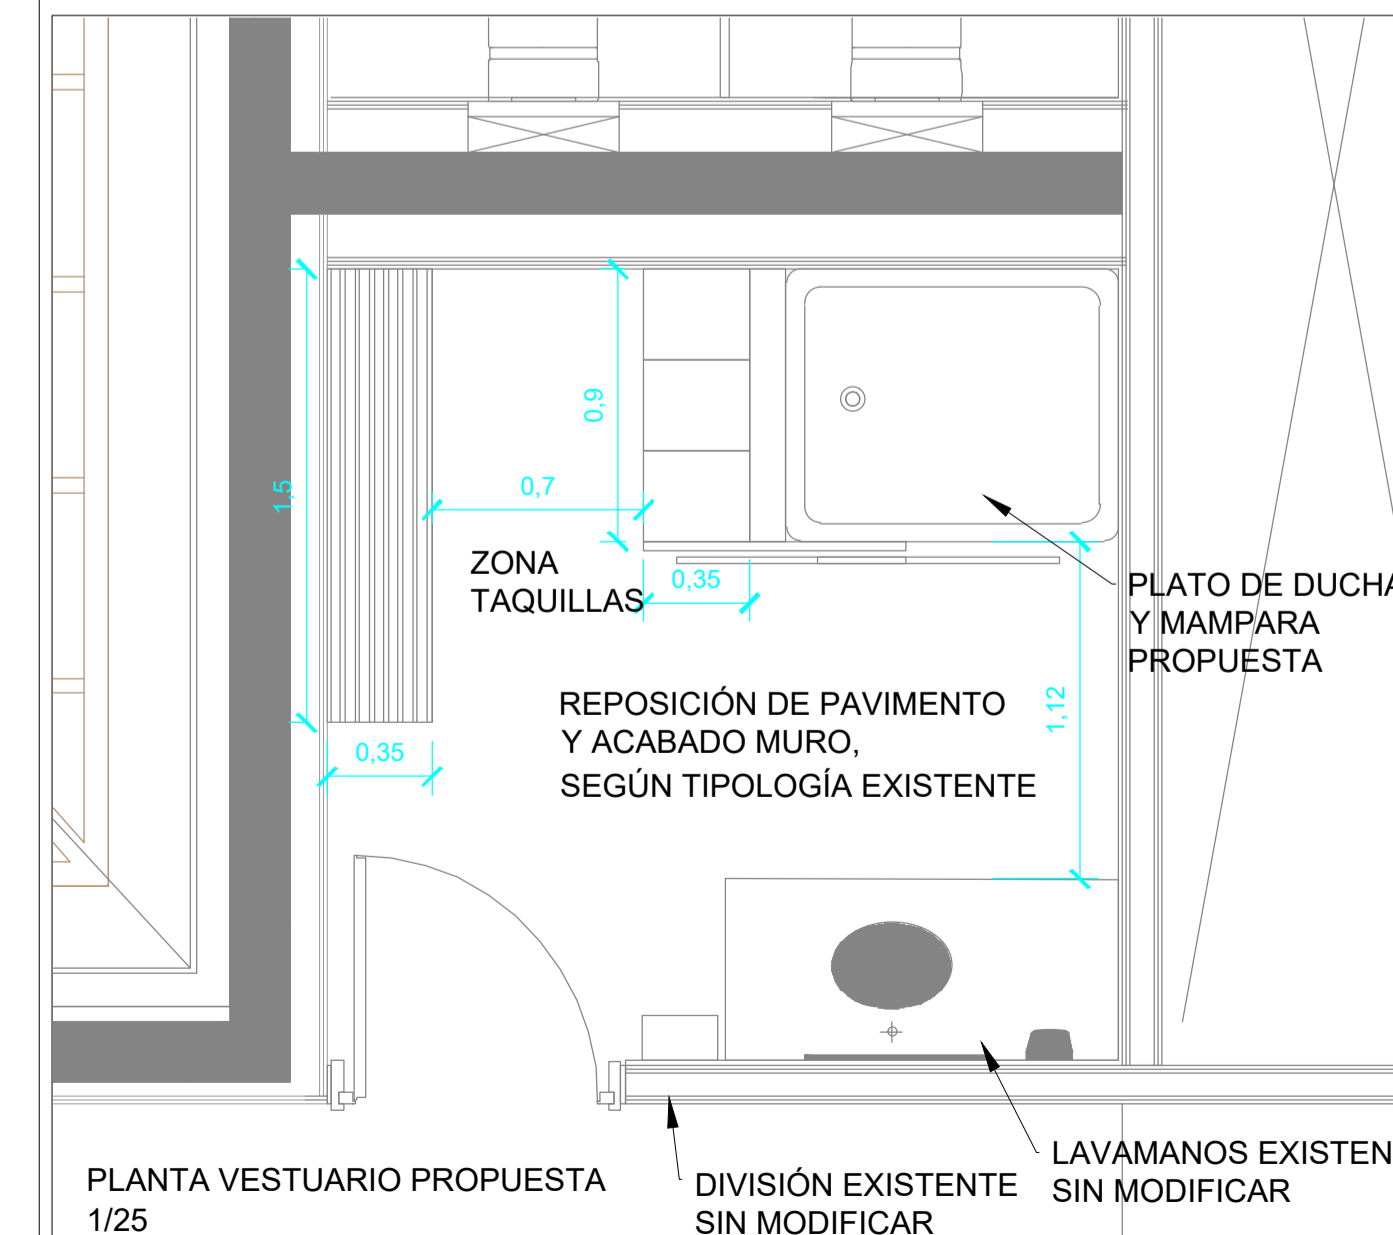 0,9
1,5
0,7
ZONA
TAQUILLAS
0,35
PLATO DE DUCHA
Y MAMPARA
PROPUESTA
REPOSICIÓN DE PAVIMENTO
Y ACABADO MURO,
SEGÚN TIPOLOGÍA EXISTENTE
1,12
0,35
LAVAMANOS EXISTEN
SIN MODIFICAR
DIVISIÓN EXISTENTE
SIN MODIFICAR
PLANTA VESTUARIO PROPUESTA
1/25